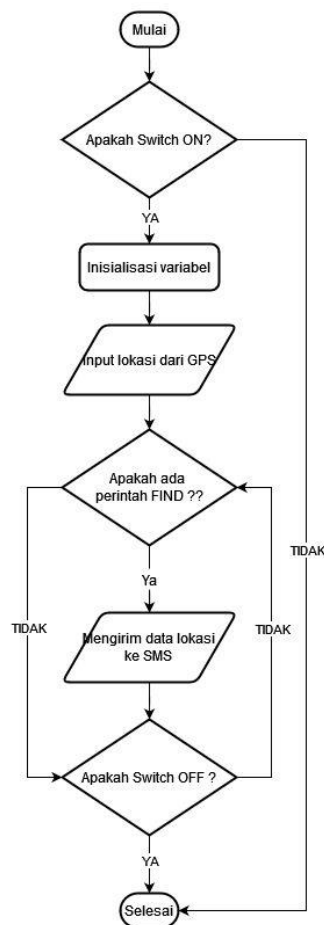 Mulai
Apakah Switch ON?
YA
Inisialisasi variabel
Input lokasi dari GPS
Apakah ada
perintah FIND ??
TIDAK
Ya
TIDAK
TIDAK
Mengirim data lokasi
ke SMS
Apakah Switch OFF ?
YA
Selesai